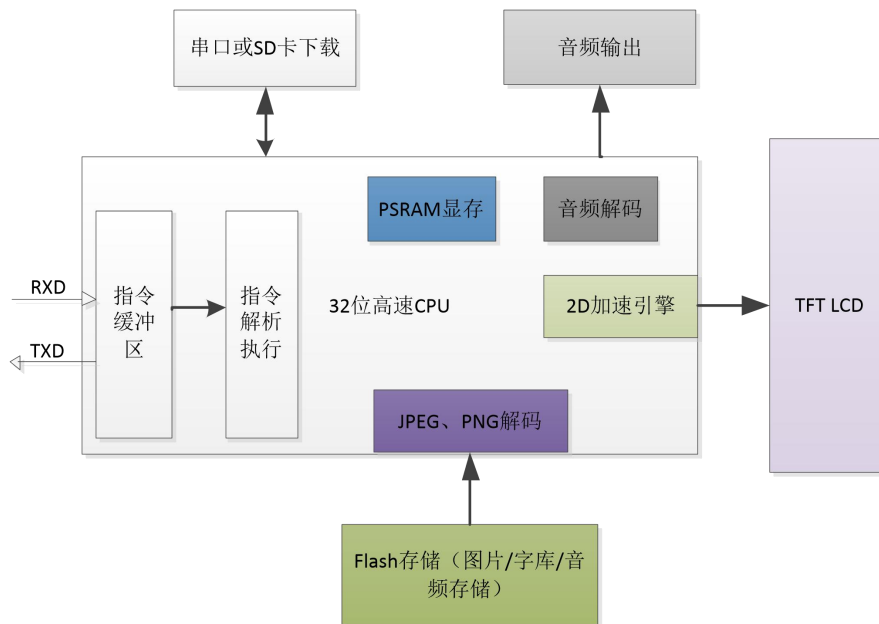 串口或SD卡下载
音频输出
PSRAM显存
音频解码
RXD
TXD
指令
缓冲
区
指令
解析
执行
32位高速CPU
2D加速引擎
TFT LCD
JPEG、PNG解码
Flash存储（图片/字库/音
频存储）